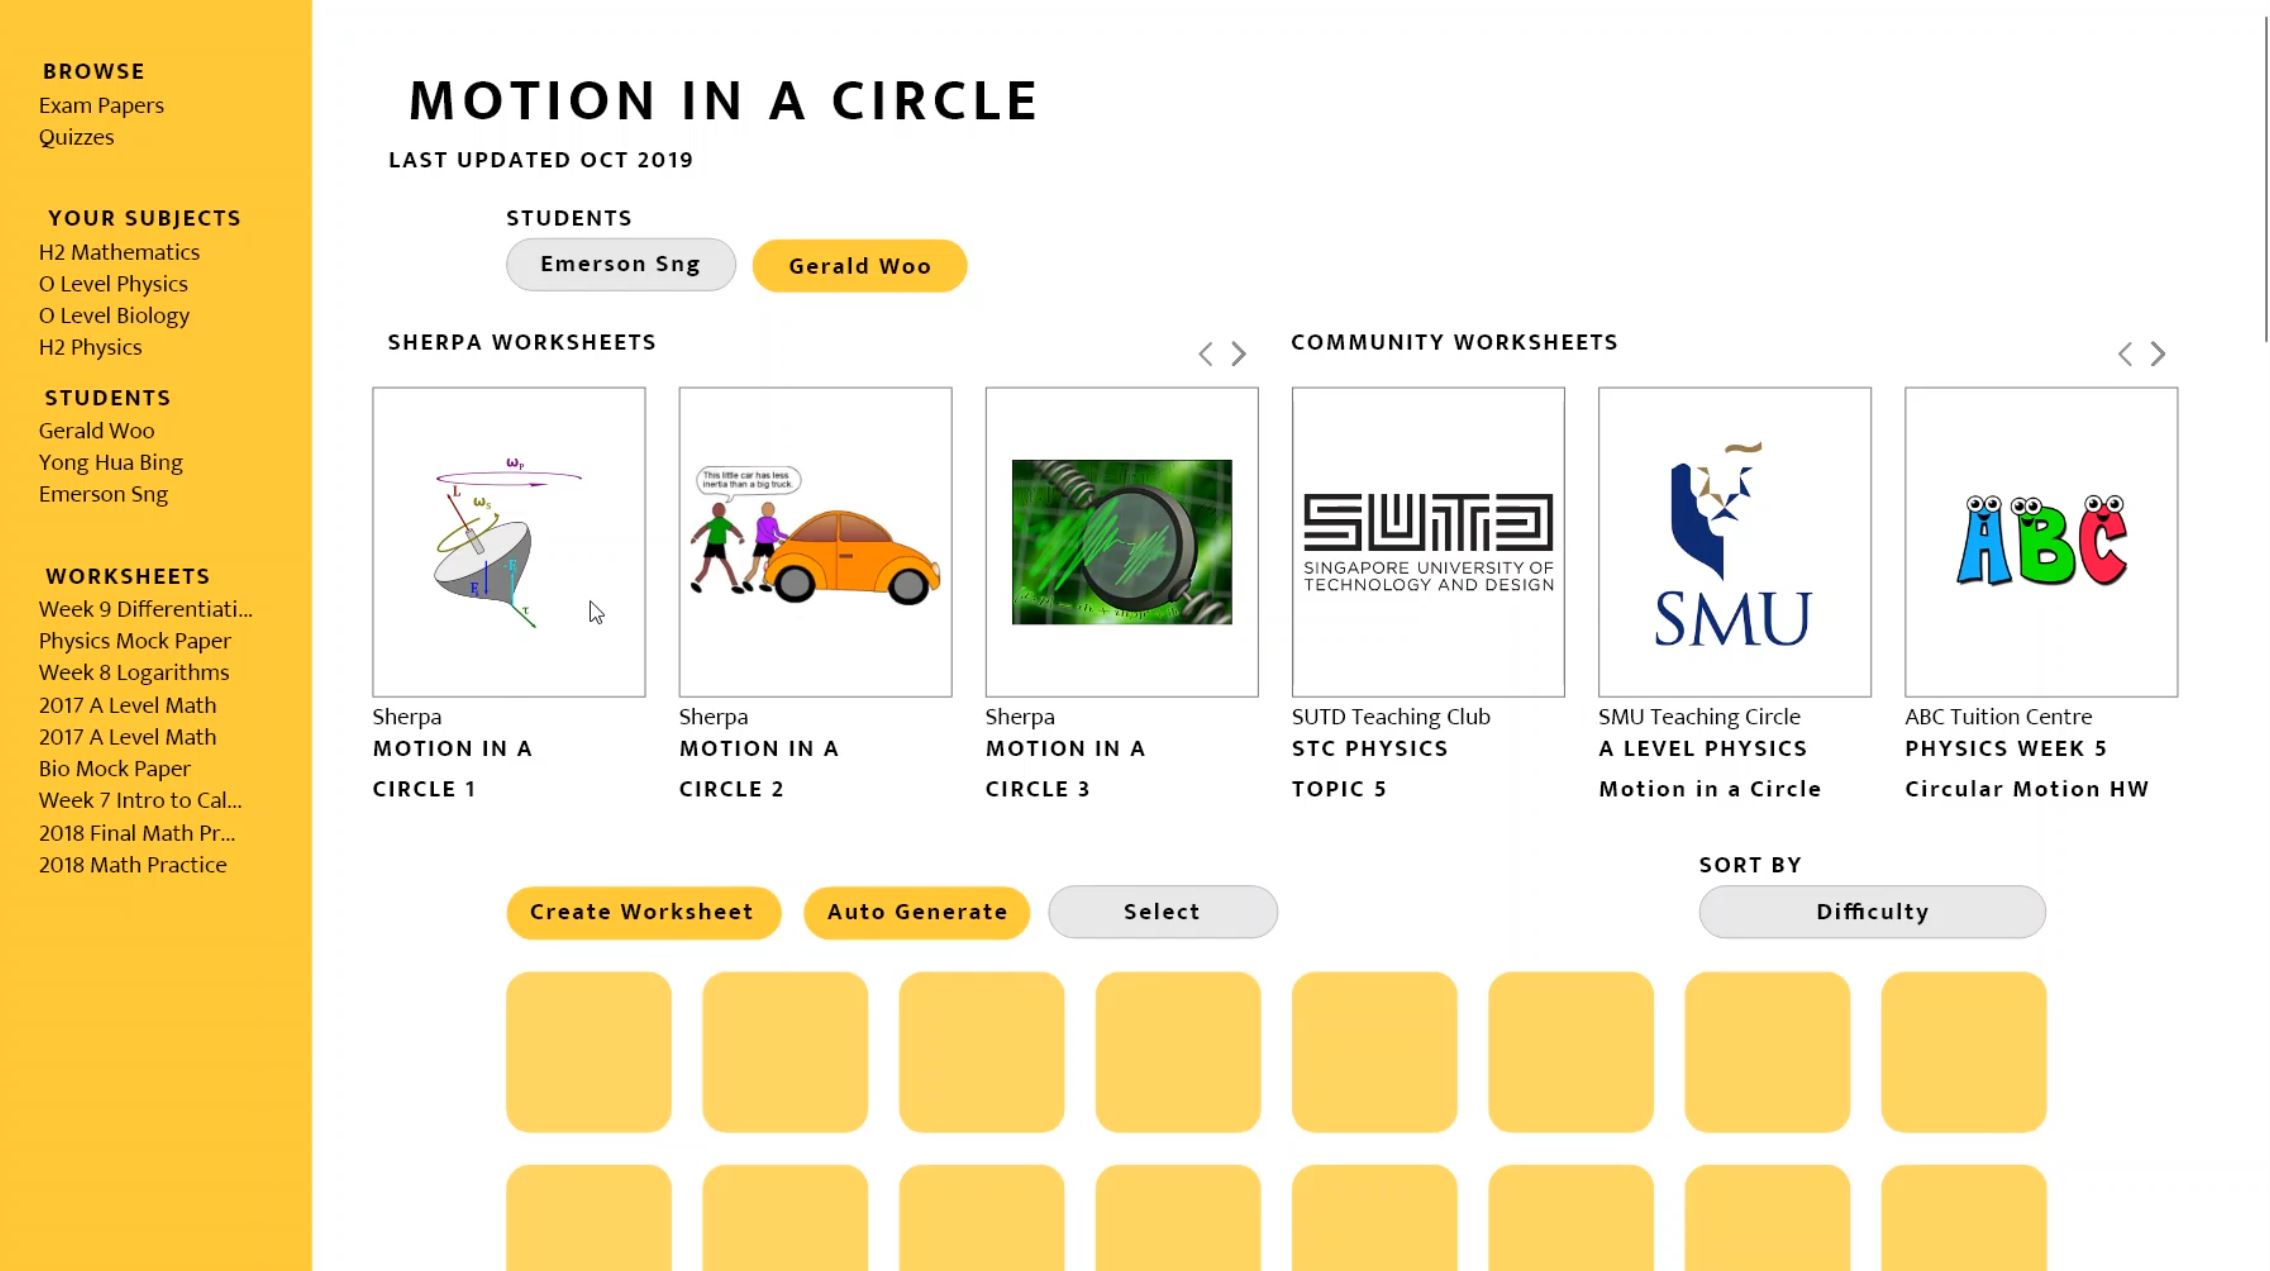 BROWSE
Exam Papers
Quizzes
YOUR SUBJECTS
H2 Mathematics
O Level Physics
O Level Biology
H2 Physics
STUDENTS
Gerald Woo
Yong Hua Bing
Emerson Sng
WORKSHEETS
Week 9 Differentiati...
Physics Mock Paper
Week 8 Logarithms
2017 A Level Math
2017 A Level Math
Bio Mock Paper
Week 7 Intro to Cal...
2018 Final Math Pr...
2018 Math Practice
MOTION IN A CIRCLE
LAST UPDATED OCT 2019
STUDENTS
Emerson Sng
Gerald Woo
SHERPA WORKSHEETS
ωP
L
ωS
τ
Sherpa
MOTION IN A
CIRCLE 1
This little car has less
inertia than a big truck.
Sherpa
MOTION IN A
CIRCLE 2
Sherpa
MOTION IN A
CIRCLE 3
COMMUNITY WORKSHEETS
SUTD
SINGAPORE UNIVERSITY OF
TECHNOLOGY AND DESIGN
SUTD Teaching Club
STC PHYSICS
TOPIC 5
SMU
SMU Teaching Circle
A LEVEL PHYSICS
Motion in a Circle
ABC
ABC Tuition Centre
PHYSICS WEEK 5
Circular Motion HW
Create Worksheet
Auto Generate
Select
SORT BY
Difficulty